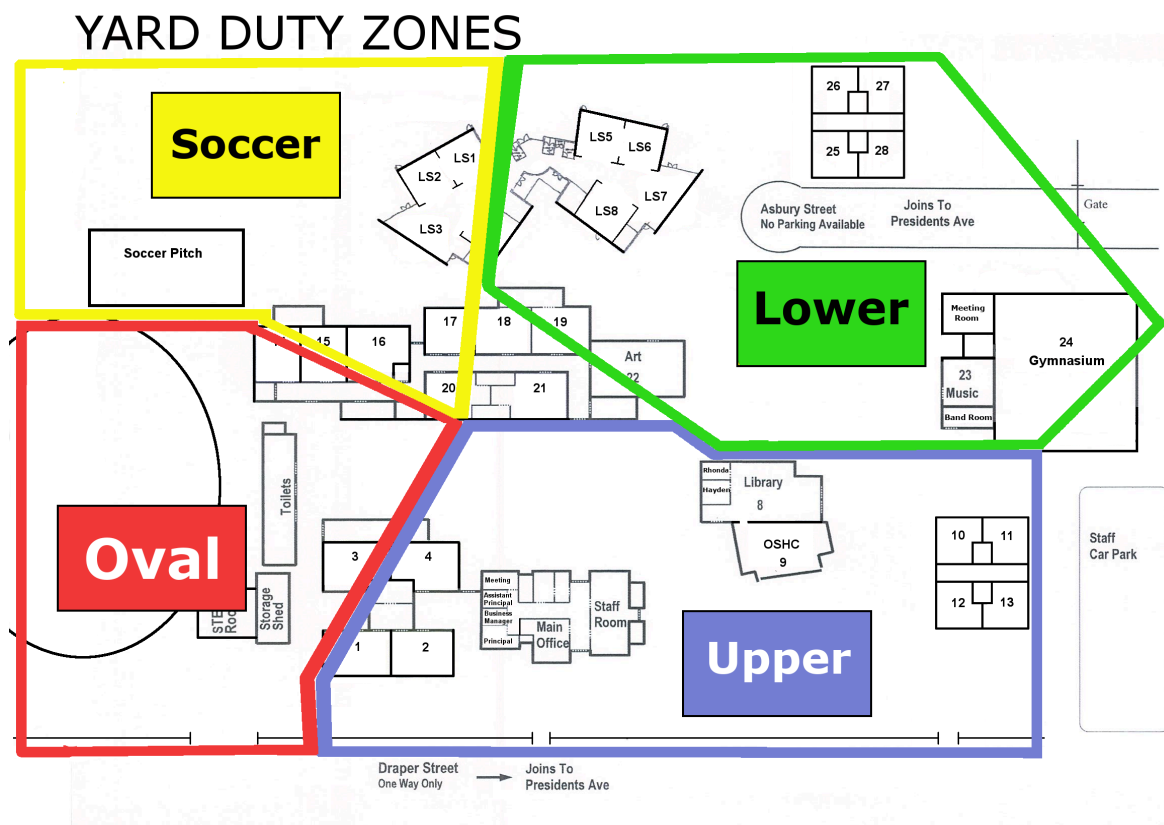 YARD DUTY ZONES
Soccer
Soccer Pitch
LS1
LS2
LS3
LS5
LS6
LS7
LS8
26
27
25
28
Asbury Street
No Parking Available
Joins To
Presidents Ave
Gate
Lower
Meeting
Room
24
Gymnasium
23
Music
Band Room
15
16
17
18
19
20
21
Art
22
Toilets
Oval
Storage
Shed
3
4
1
2
Meeting
Assistant
Principal
Business
Manager
Principal
Main
Office
Staff
Room
Rhonda
Hayden
Library
8
OSHC
9
10
11
12
13
Upper
Staff
Car Park
Draper Street
One Way Only
Joins To
Presidents Ave